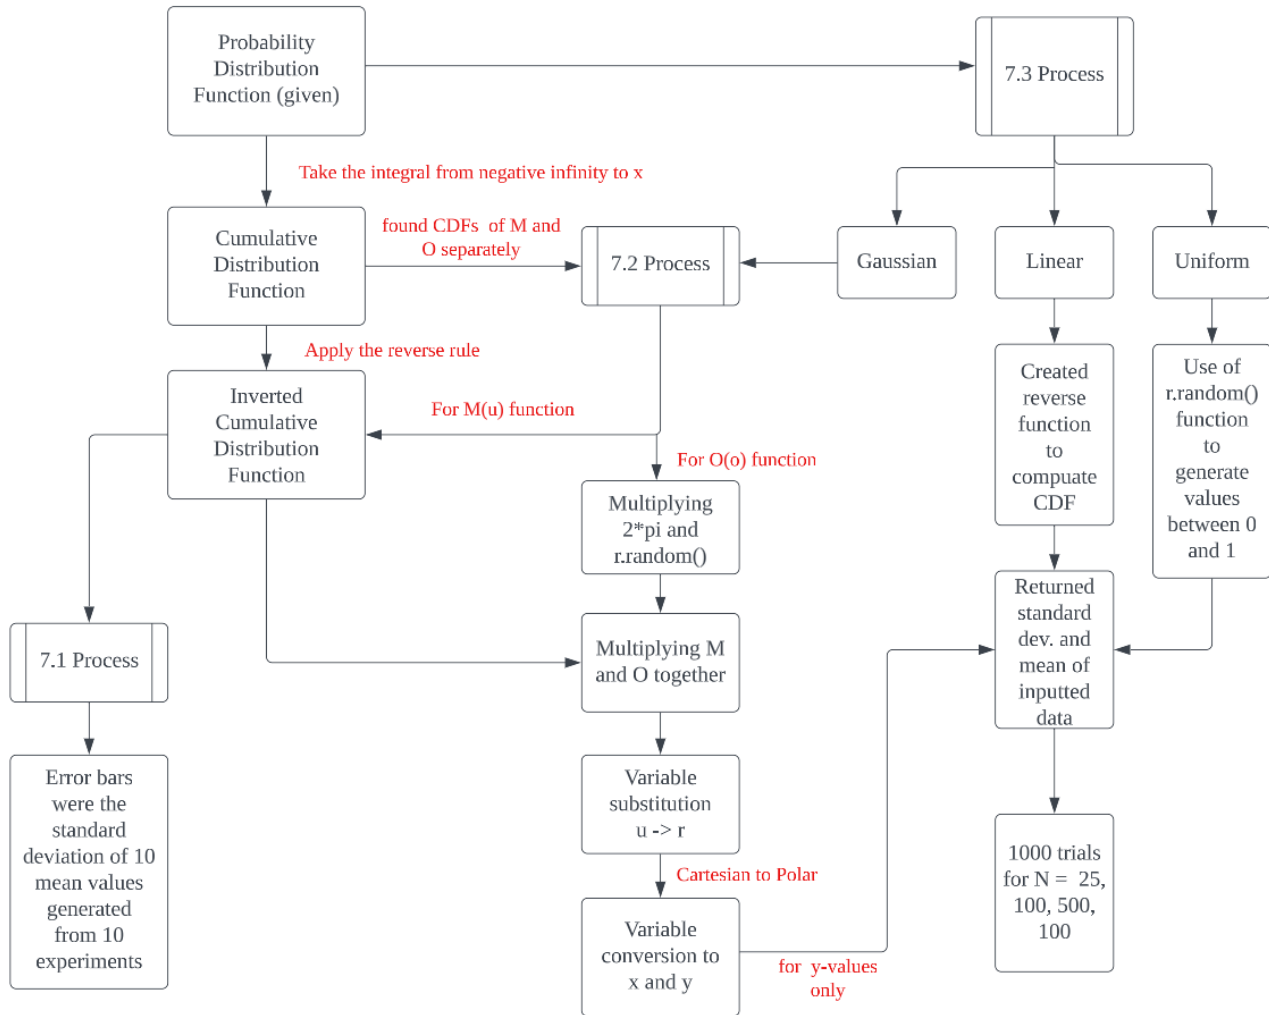 Probability
Distribution
Function (given)
7.3 Process
Take the integral from negative infinity to x
Cumulative
Distribution
Function
found CDFs of M and
O separately
7.2 Process
Gaussian
Linear
Uniform
Apply the reverse rule
Inverted
Cumulative
Distribution
Function
For M(u) function
For O(o) function
Created
reverse
function
to
compuate
CDF
Use of
r.random()
function
to
generate
values
between 0
and 1
Multiplying
2*pi and
r.random()
7.1 Process
Multiplying M
and O together
Returned
standard
dev. and
mean of
inputted
data
Error bars
were the
standard
deviation of 10
mean values
generated
from 10
experiments
Variable
substitution
u -> r
Cartesian to Polar
Variable
conversion to
x and y
for y-values
only
1000 trials
for N = 25,
100, 500,
100